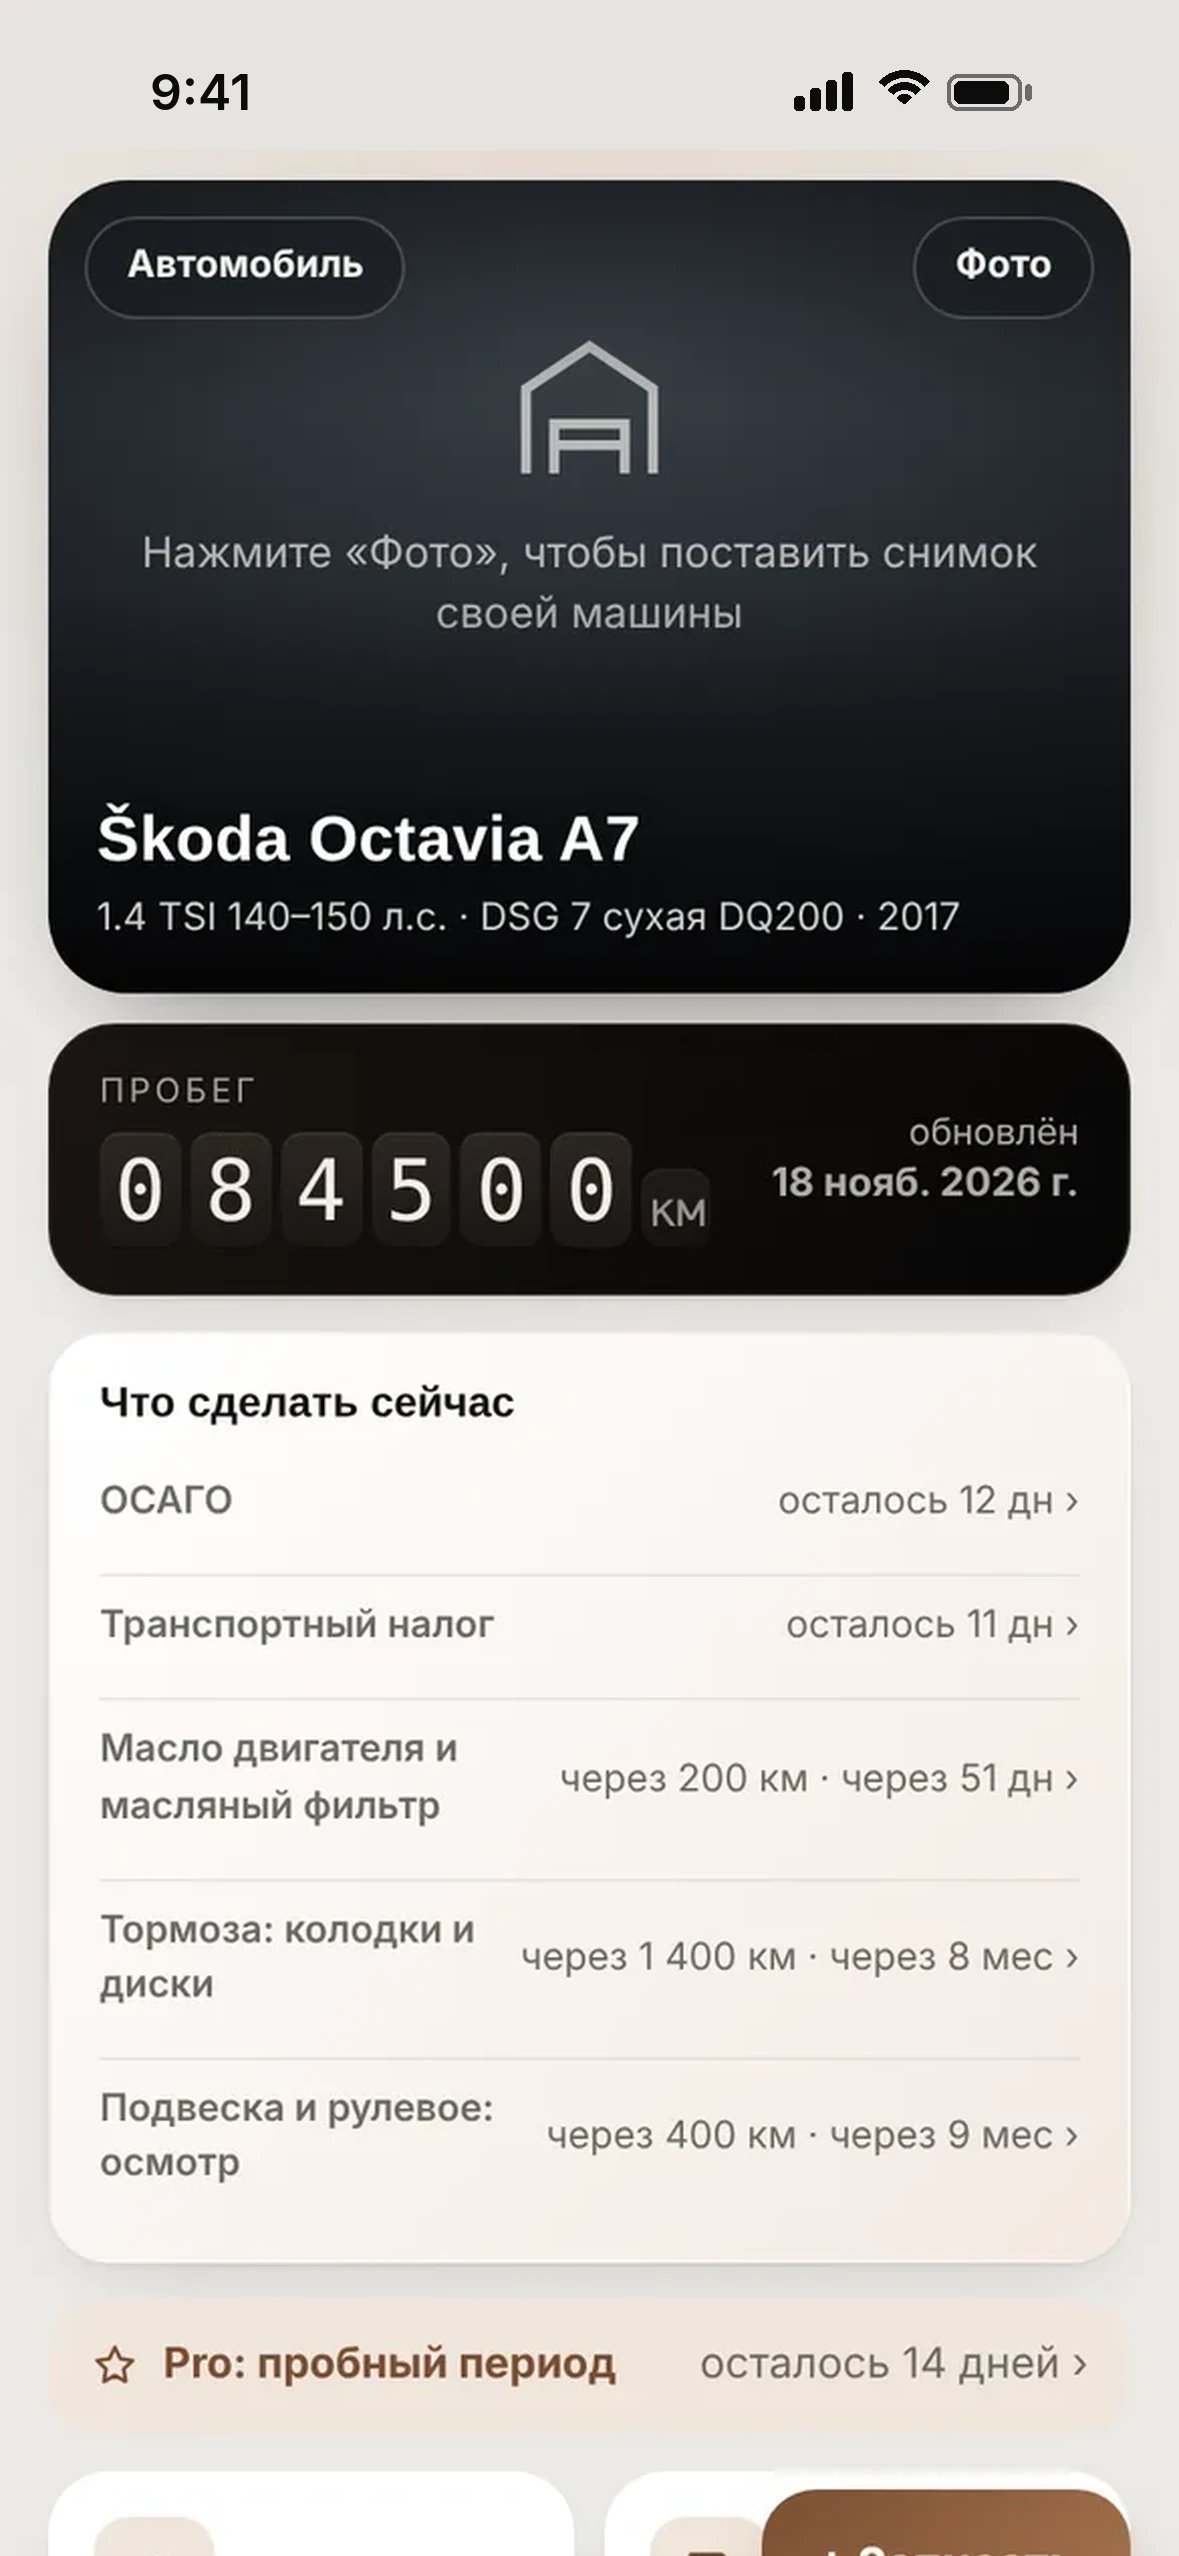 9:41
Автомобиль
Фото
Нажмите «Фото», чтобы поставить снимок
своей машины
Škoda Octavia A7
1.4 TSI 140–150 л.с. · DSG 7 сухая DQ200 · 2017
ПРОБЕГ
084500 КМ
обновлён
18 нояб. 2026 г.
Что сделать сейчас
ОСАГО осталось 12 дн ›
Транспортный налог осталось 11 дн ›
Масло двигателя и
масляный фильтр
через 200 км · через 51 дн ›
Тормоза: колодки и
диски
через 1 400 км · через 8 мес ›
Подвеска и рулевое:
осмотр
через 400 км · через 9 мес ›
Pro: пробный период осталось 14 дней ›